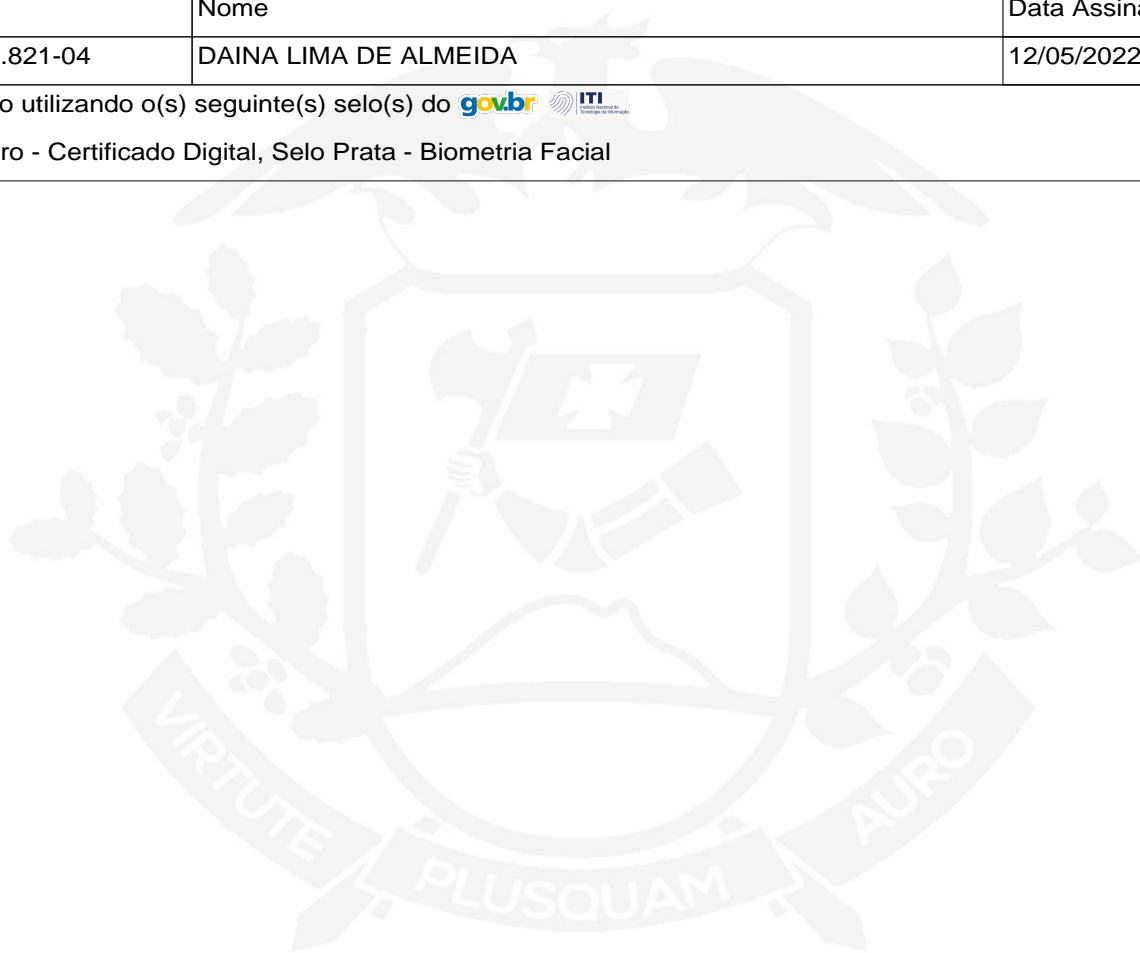 Nome Data Assina
.821-04 DAINA LIMA DE ALMEIDA 12/05/2022
o utilizando o(s) seguinte(s) selo(s) do gov.br ITI
ro - Certificado Digital, Selo Prata - Biometria Facial
VIRTUTE PLUSQUAM AURO